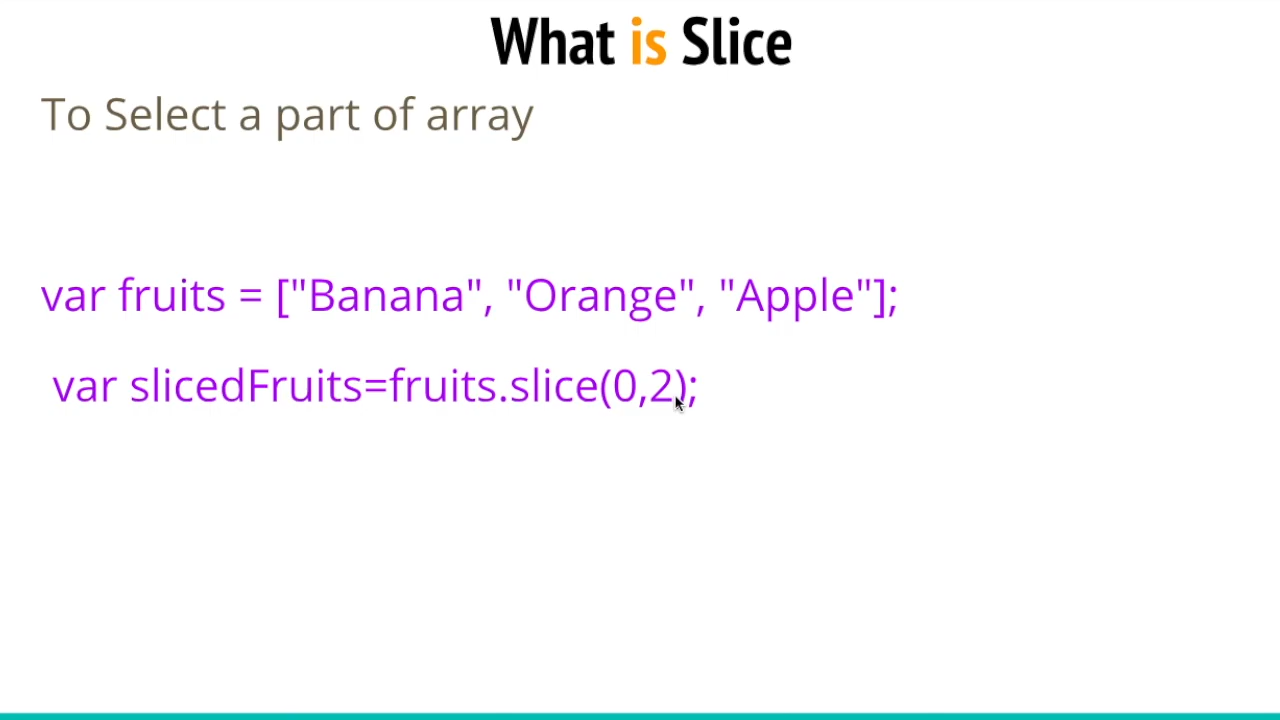 What is Slice
To Select a part of array
var fruits = ["Banana", "Orange", "Apple"];
var slicedFruits=fruits.slice(0,2);